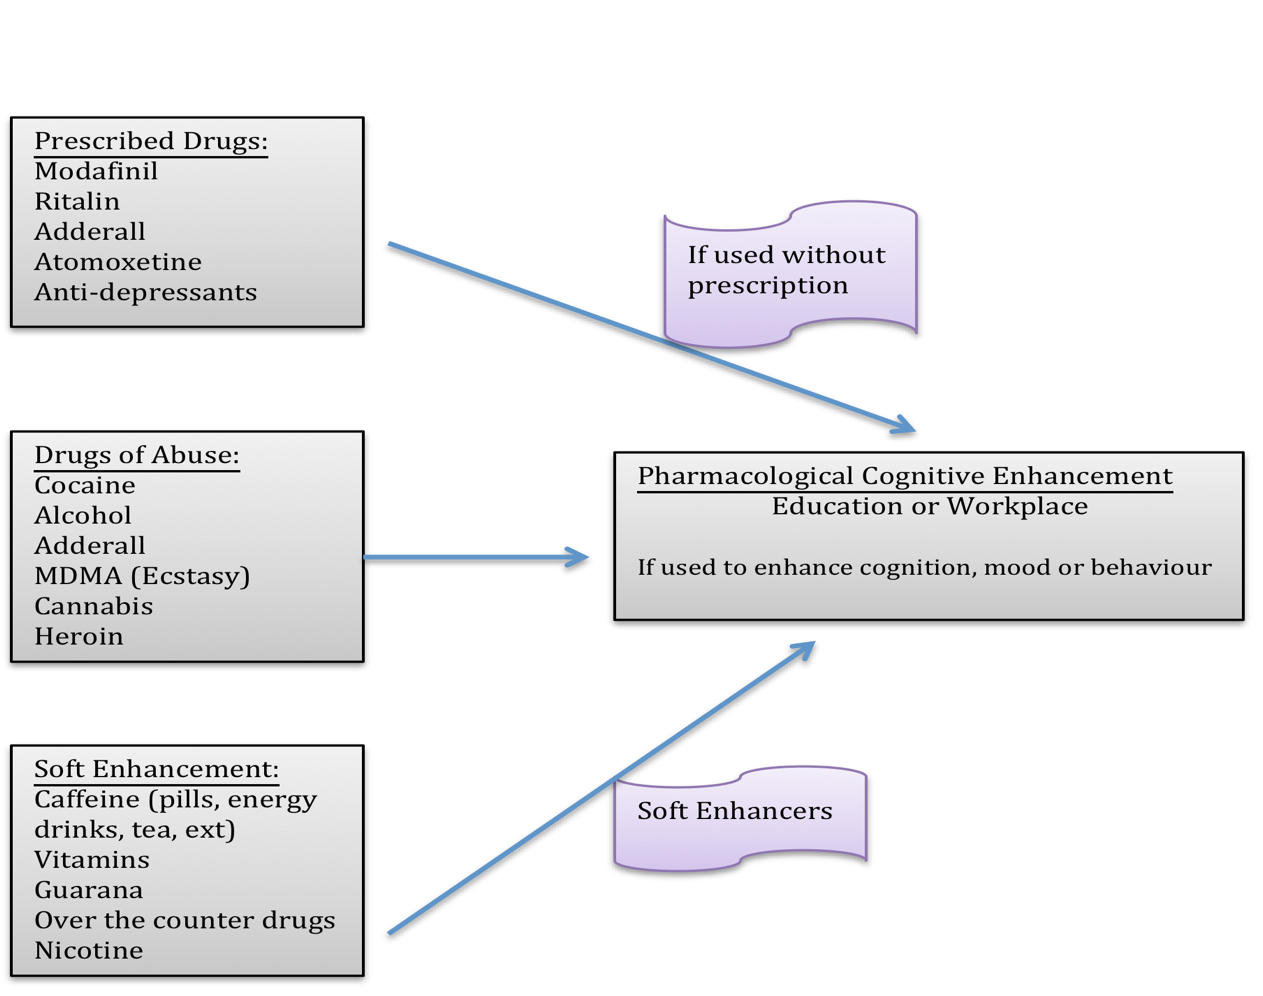 Prescribed Drugs:
Modafinil
Ritalin
Adderall
Atomoxetine
Anti-depressants
If used without
prescription
Drugs of Abuse:
Cocaine
Alcohol
Adderall
MDMA (Ecstasy)
Cannabis
Heroin
Pharmacological Cognitive Enhancement
Education or Workplace
If used to enhance cognition, mood or behaviour
Soft Enhancement:
Caffeine (pills, energy
drinks, tea, ext)
Vitamins
Guarana
Over the counter drugs
Nicotine
Soft Enhancers